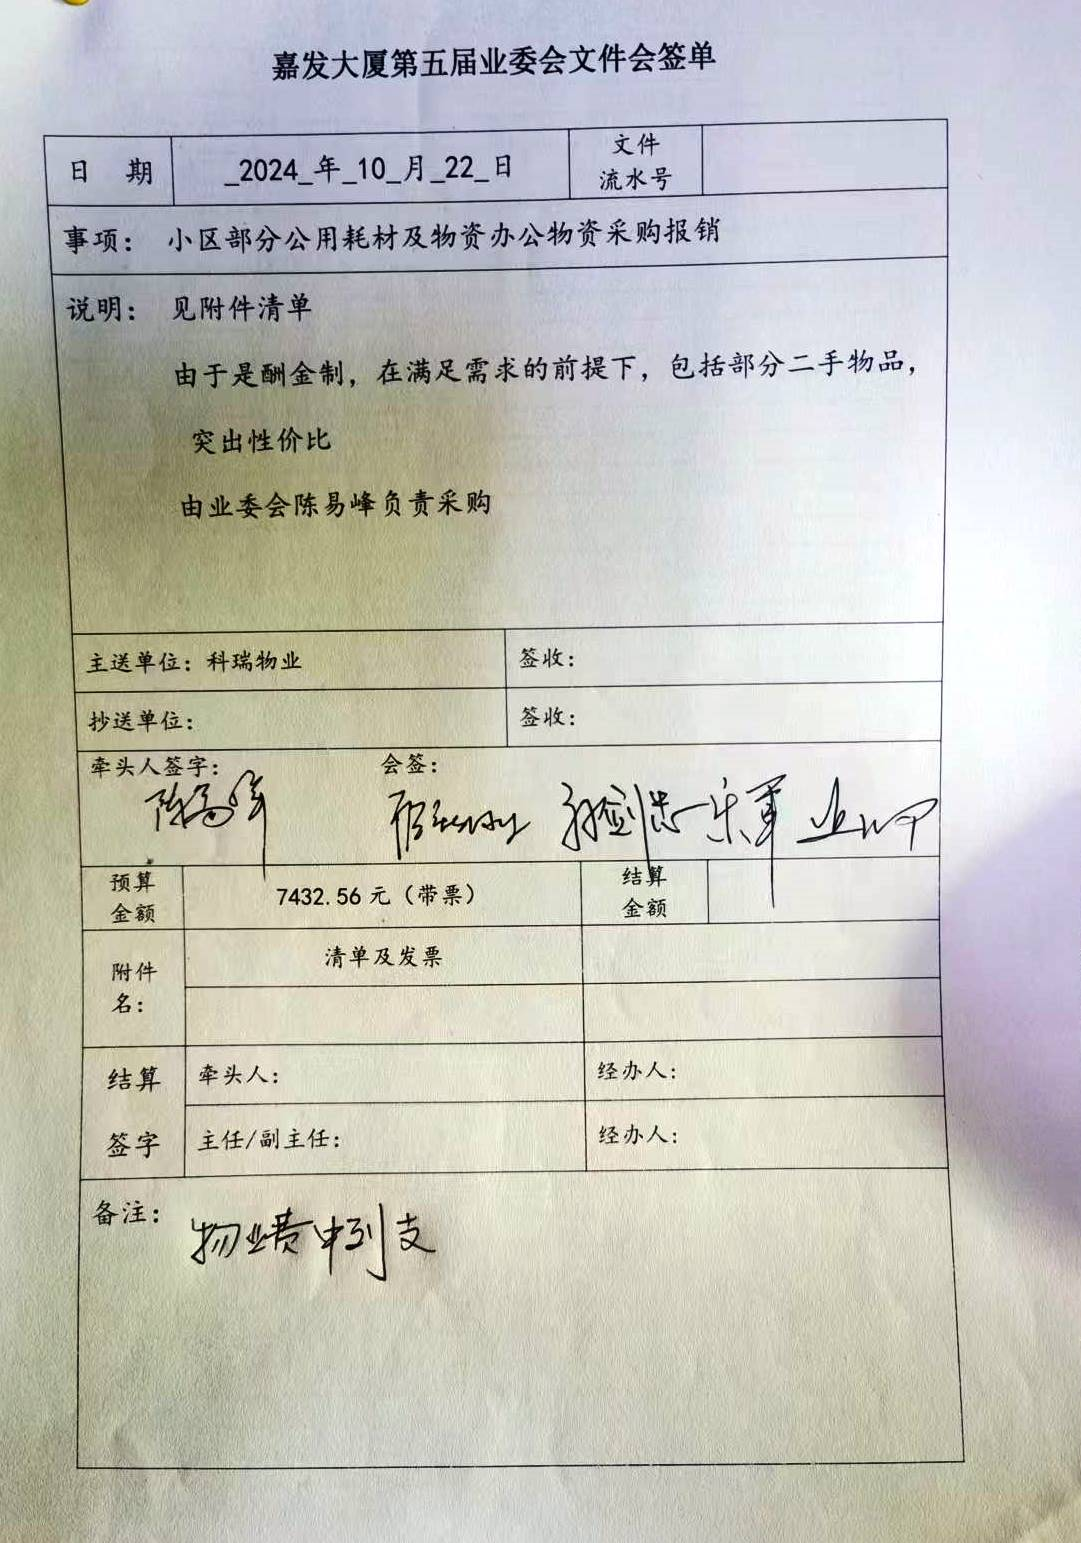 嘉发大厦第五届业委会文件会签单
日 期 _2024_年_10_月_22_日 文件流水号
事项： 小区部分公用耗材及物资办公物资采购报销
说明： 见附件清单
由于是酬金制，在满足需求的前提下，包括部分二手物品，
突出性价比
由业委会陈易峰负责采购
主送单位：科瑞物业 签收：
抄送单位： 签收：
牵头人签字： 会签：
陈易峰
预算金额 7432.56元（带票） 结算金额
附件名： 清单及发票
结算签字 牵头人： 经办人：
主任/副主任： 经办人：
备注： 物业费中列支